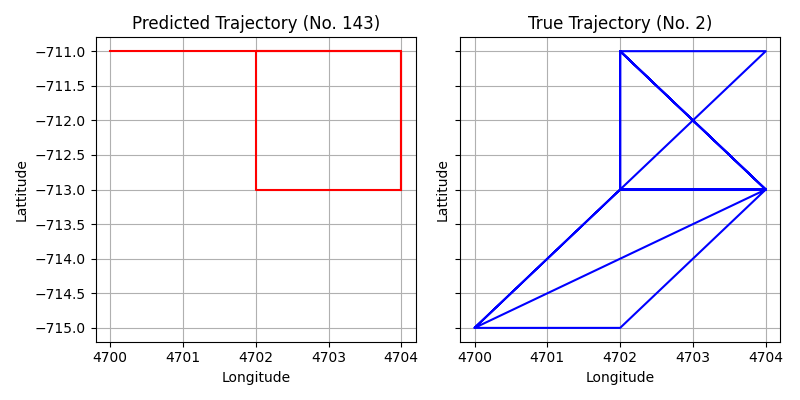 Predicted Trajectory (No. 143)
True Trajectory (No. 2)
−711.0
−711.5
−712.0
−712.5
−713.0
−713.5
−714.0
−714.5
−715.0
Lattitude
Lattitude
4700 4701 4702 4703 4704
4700 4701 4702 4703 4704
Longitude
Longitude